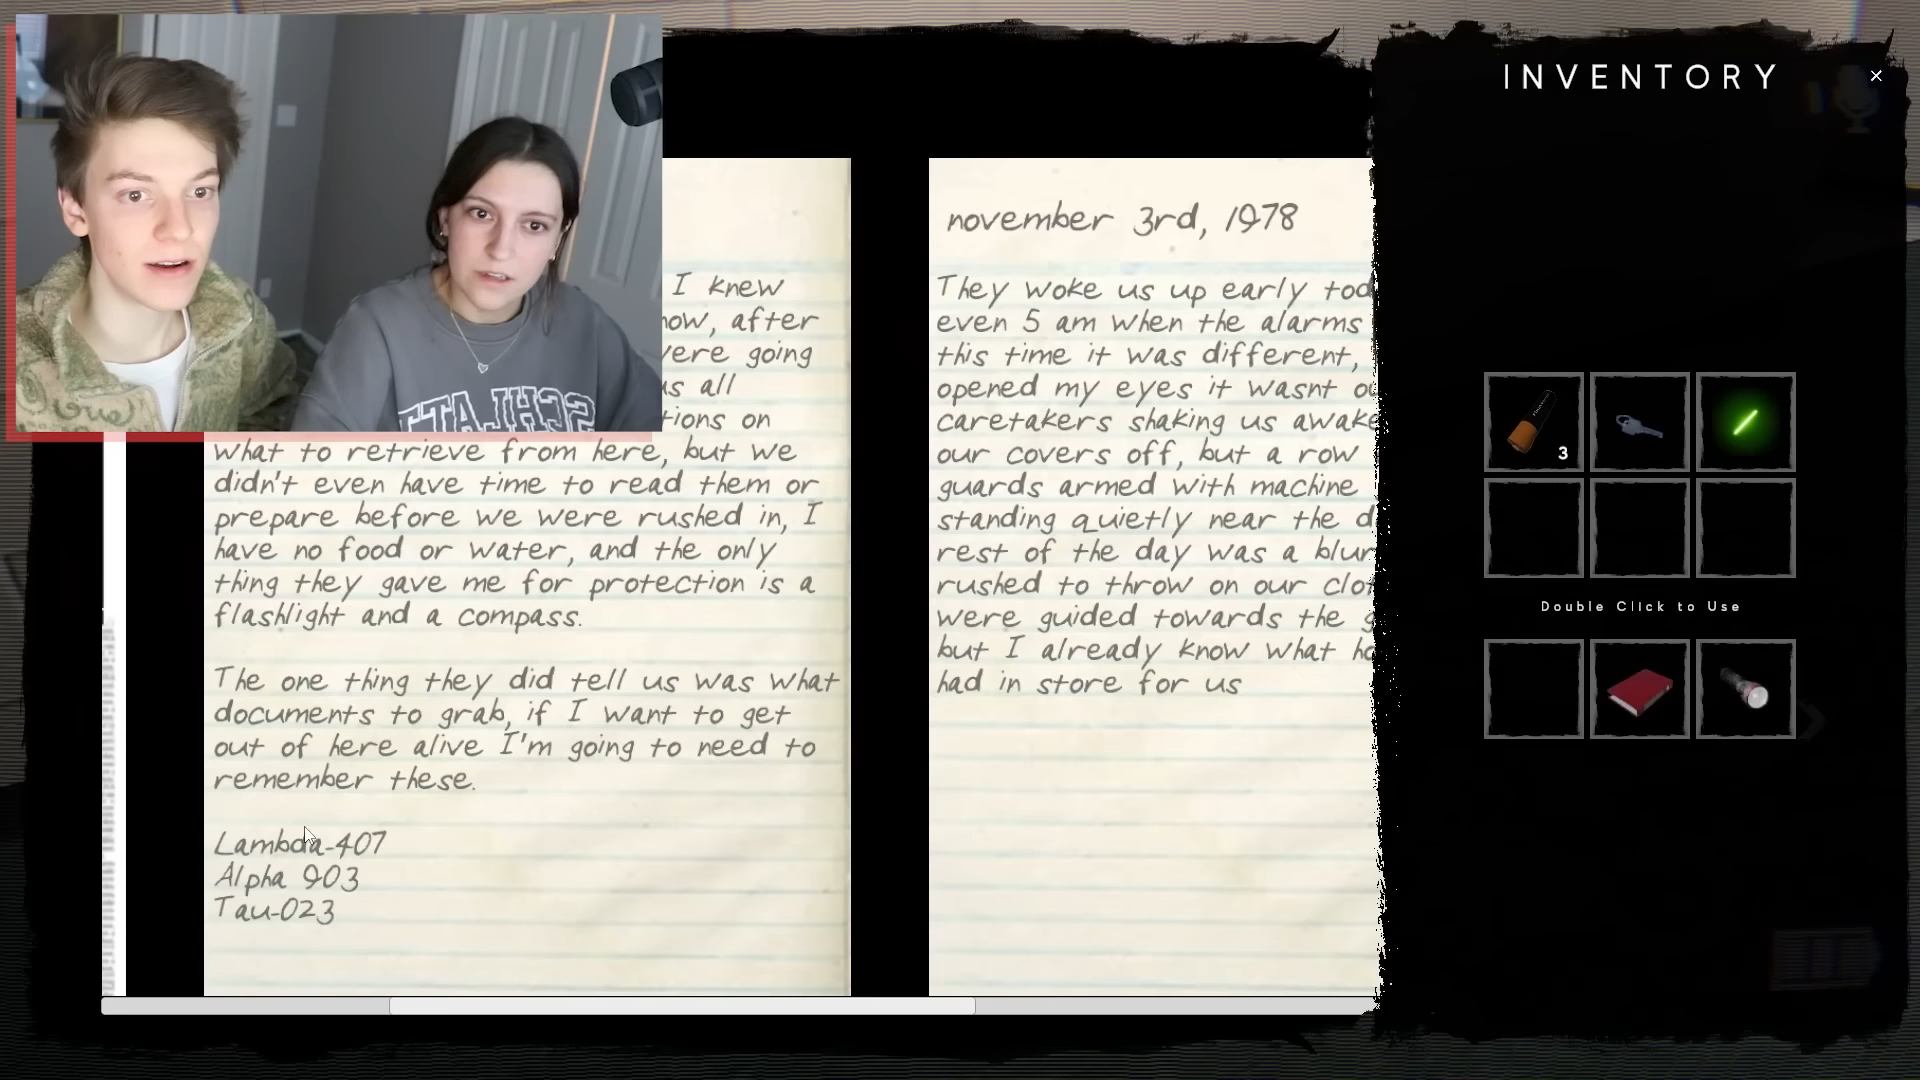 I knew
now, after
were going
us all
tions on
what to retrieve from here, but we
didn't even have time to read them or
prepare before we were rushed in, I
have no food or water, and the only
thing they gave me for protection is a
flashlight and a compass.
The one thing they did tell us was what
documents to grab, if I want to get
out of here alive I'm going to need to
remember these.
Lambda-407
Alpha 903
Tau-023
november 3rd, 1978
They woke us up early tod
even 5 am when the alarms
this time it was different,
opened my eyes it wasnt ou
caretakers shaking us awake
our covers off, but a row
guards armed with machine
standing quietly near the d
rest of the day was a blur
rushed to throw on our clot
were guided towards the g
but I already know what ho
had in store for us
INVENTORY
×
3
Double Click to Use